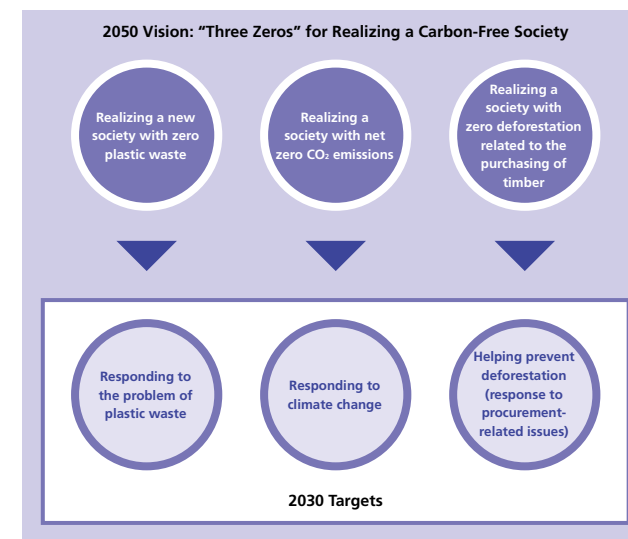 2050 Vision: “Three Zeros” for Realizing a Carbon-Free Society
Realizing a new
society with zero
plastic waste
Realizing a
society with net
zero CO₂ emissions
Realizing a
society with
zero deforestation
related to the
purchasing of
timber
Responding to
the problem of
plastic waste
Responding to
climate change
Helping prevent
deforestation
(response to
procurement-
related issues)
2030 Targets